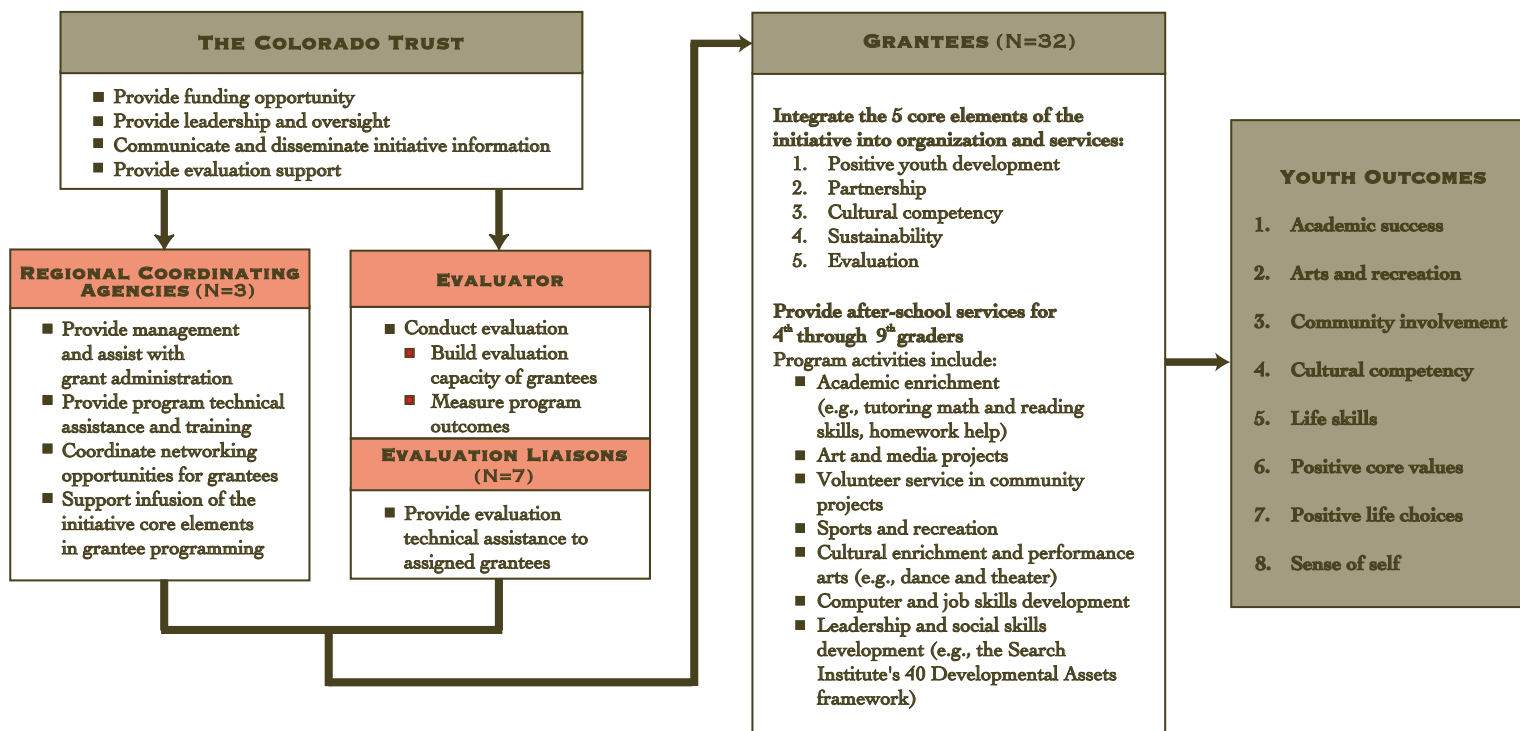 THE COLORADO TRUST
■ Provide funding opportunity
■ Provide leadership and oversight
■ Communicate and disseminate initiative information
■ Provide evaluation support
REGIONAL COORDINATING
AGENCIES (N=3)
■ Provide management
and assist with
grant administration
■ Provide program technical
assistance and training
■ Coordinate networking
opportunities for grantees
■ Support infusion of the
initiative core elements
in grantee programming
EVALUATOR
■ Conduct evaluation
■ Build evaluation
capacity of grantees
■ Measure program
outcomes
EVALUATION LIAISONS
(N=7)
■ Provide evaluation
technical assistance to
assigned grantees
GRANTEES (N=32)
Integrate the 5 core elements of the
initiative into organization and services:
1. Positive youth development
2. Partnership
3. Cultural competency
4. Sustainability
5. Evaluation
Provide after-school services for
4th through 9th graders
Program activities include:
■ Academic enrichment
(e.g., tutoring math and reading
skills, homework help)
■ Art and media projects
■ Volunteer service in community
projects
■ Sports and recreation
■ Cultural enrichment and performance
arts (e.g., dance and theater)
■ Computer and job skills development
■ Leadership and social skills
development (e.g., the Search
Institute's 40 Developmental Assets
framework)
YOUTH OUTCOMES
1. Academic success
2. Arts and recreation
3. Community involvement
4. Cultural competency
5. Life skills
6. Positive core values
7. Positive life choices
8. Sense of self